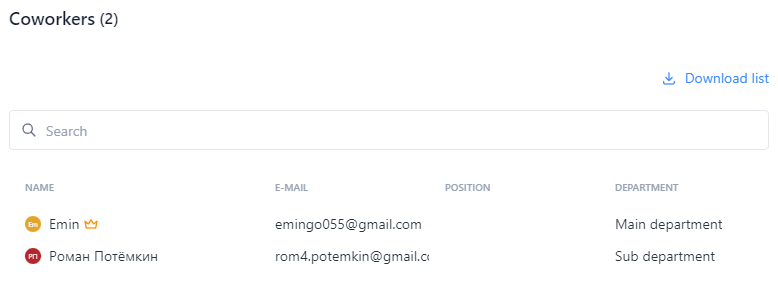 Coworkers (2)
Download list
Search
NAME E-MAIL POSITION DEPARTMENT
Em Emin emingo055@gmail.com Main department
РП Роман Потёмкин rom4.potemkin@gmail.co Sub department